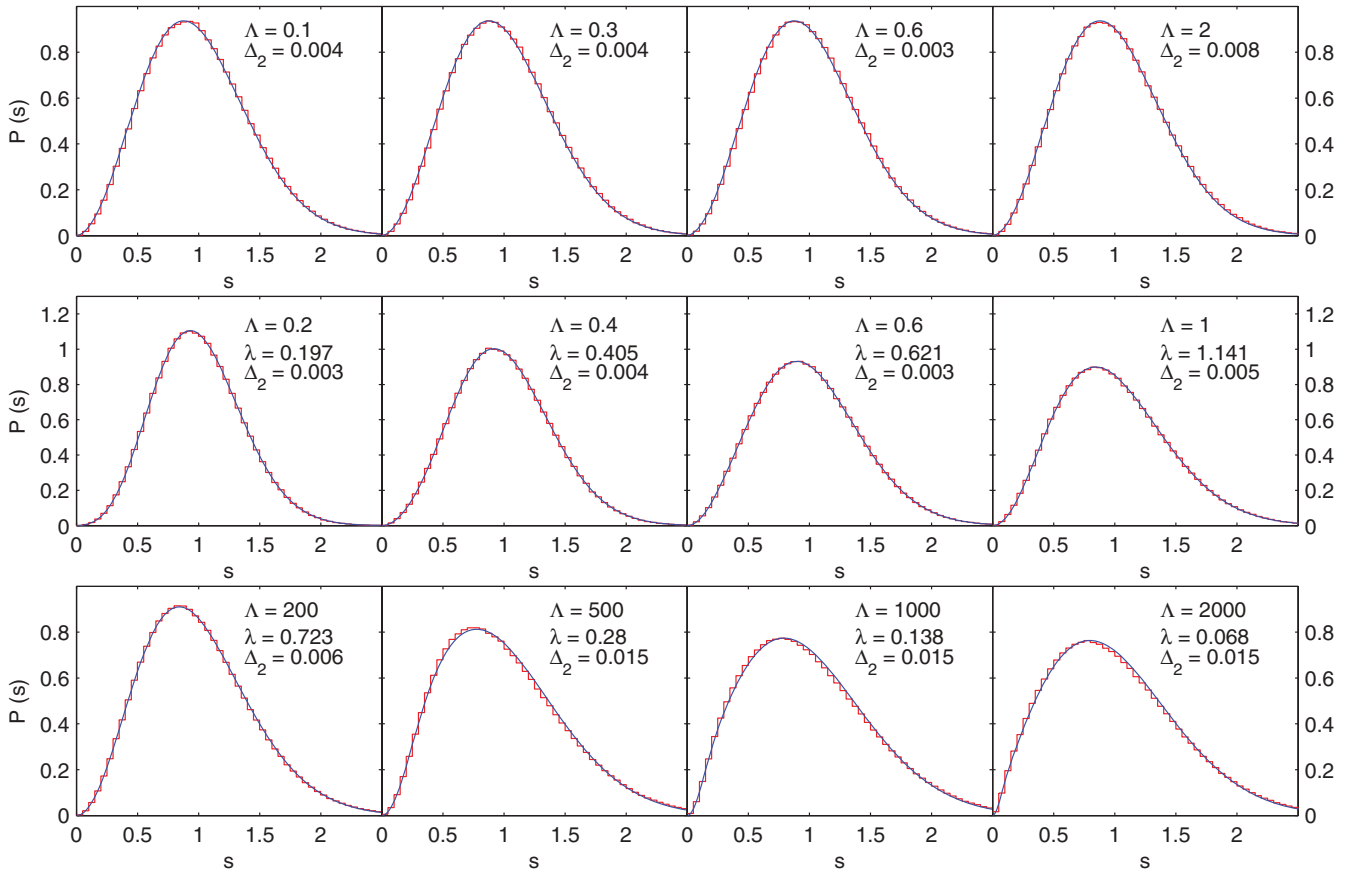 P (s)
0.8
0.6
0.4
0.2
0
Λ = 0.1
Δ2 = 0.004
Λ = 0.3
Δ2 = 0.004
Λ = 0.6
Δ2 = 0.003
Λ = 2
Δ2 = 0.008
0.8
0.6
0.4
0.2
0
0 0.5 1 1.5 2 0 0.5 1 1.5 2 0 0.5 1 1.5 2 0 0.5 1 1.5 2
s s s s
P (s)
1.2
1
0.8
0.6
0.4
0.2
0
Λ = 0.2
λ = 0.197
Δ2 = 0.003
Λ = 0.4
λ = 0.405
Δ2 = 0.004
Λ = 0.6
λ = 0.621
Δ2 = 0.003
Λ = 1
λ = 1.141
Δ2 = 0.005
1.2
1
0.8
0.6
0.4
0.2
0
0 0.5 1 1.5 2 0 0.5 1 1.5 2 0 0.5 1 1.5 2 0 0.5 1 1.5 2
s s s s
P (s)
0.8
0.6
0.4
0.2
0
Λ = 200
λ = 0.723
Δ2 = 0.006
Λ = 500
λ = 0.28
Δ2 = 0.015
Λ = 1000
λ = 0.138
Δ2 = 0.015
Λ = 2000
λ = 0.068
Δ2 = 0.015
0.8
0.6
0.4
0.2
0
0 0.5 1 1.5 2 0 0.5 1 1.5 2 0 0.5 1 1.5 2 0 0.5 1 1.5 2
s s s s